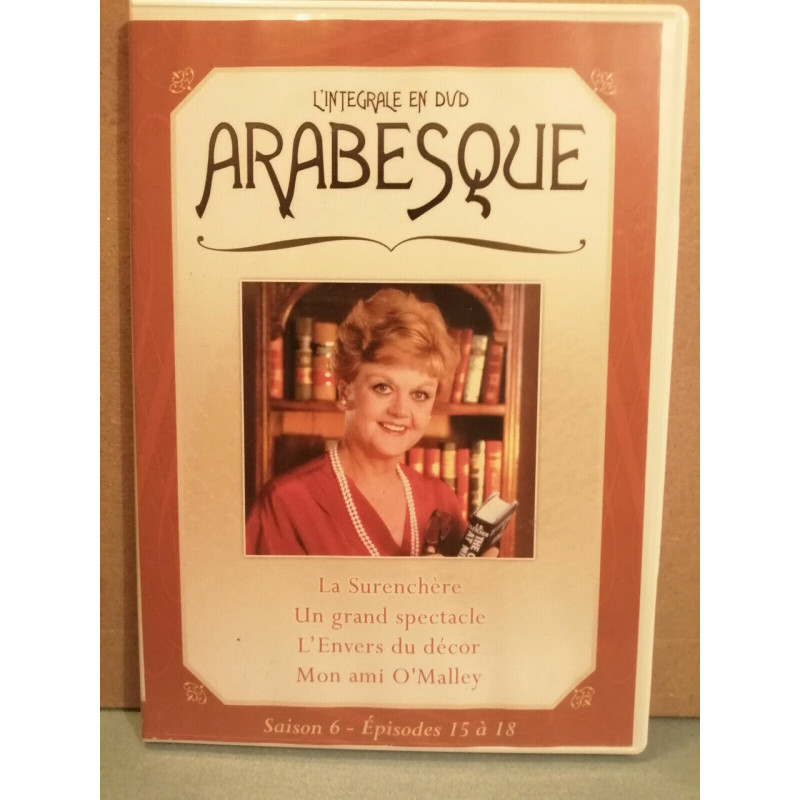 L'INTEGRALE EN DVD
ARABESQUE
La Surenchère
Un grand spectacle
L'Envers du décor
Mon ami O'Malley
Saison 6 - Épisodes 15 à 18